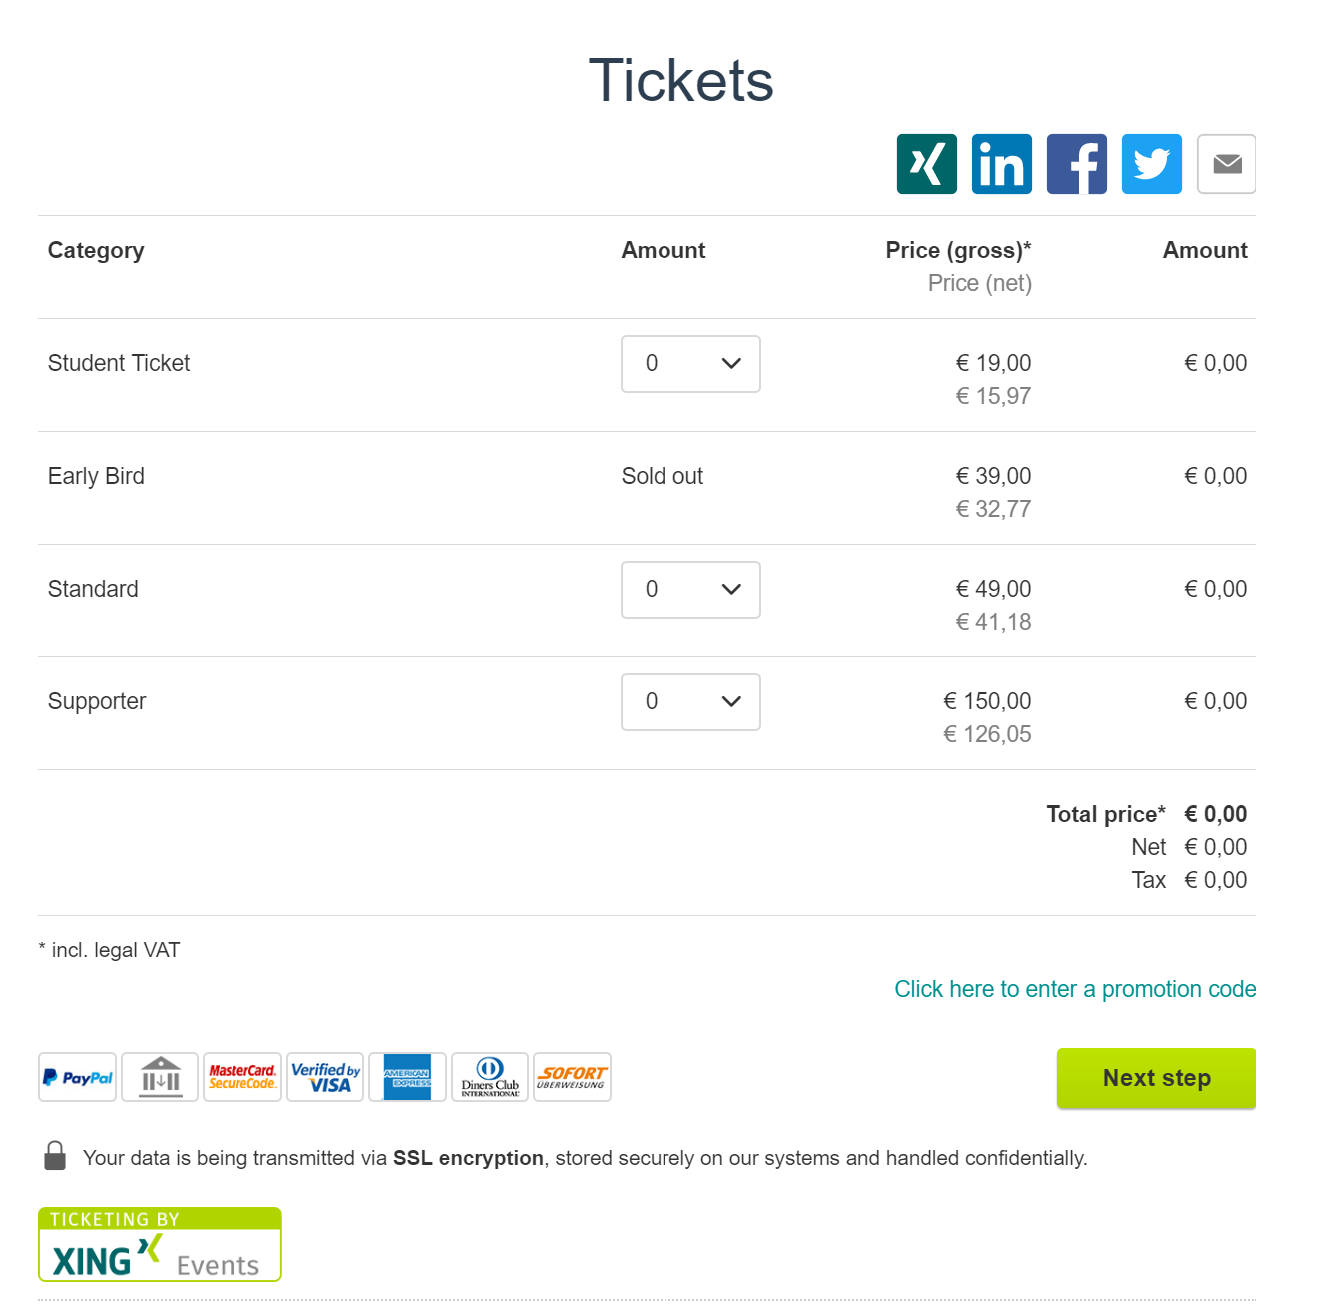 Tickets
in f
Category Amount Price (gross)* Amount
Price (net)
Student Ticket 0 € 19,00 € 0,00
€ 15,97
Early Bird Sold out € 39,00 € 0,00
€ 32,77
Standard 0 € 49,00 € 0,00
€ 41,18
Supporter 0 € 150,00 € 0,00
€ 126,05
Total price* € 0,00
Net € 0,00
Tax € 0,00
* incl. legal VAT
Click here to enter a promotion code
PayPal MasterCard. SecureCode. Verified by VISA AMERICAN EXPRESS Diners Club INTERNATIONAL SOFORT ÜBERWEISUNG
Next step
Your data is being transmitted via SSL encryption, stored securely on our systems and handled confidentially.
TICKETING BY
XING Events